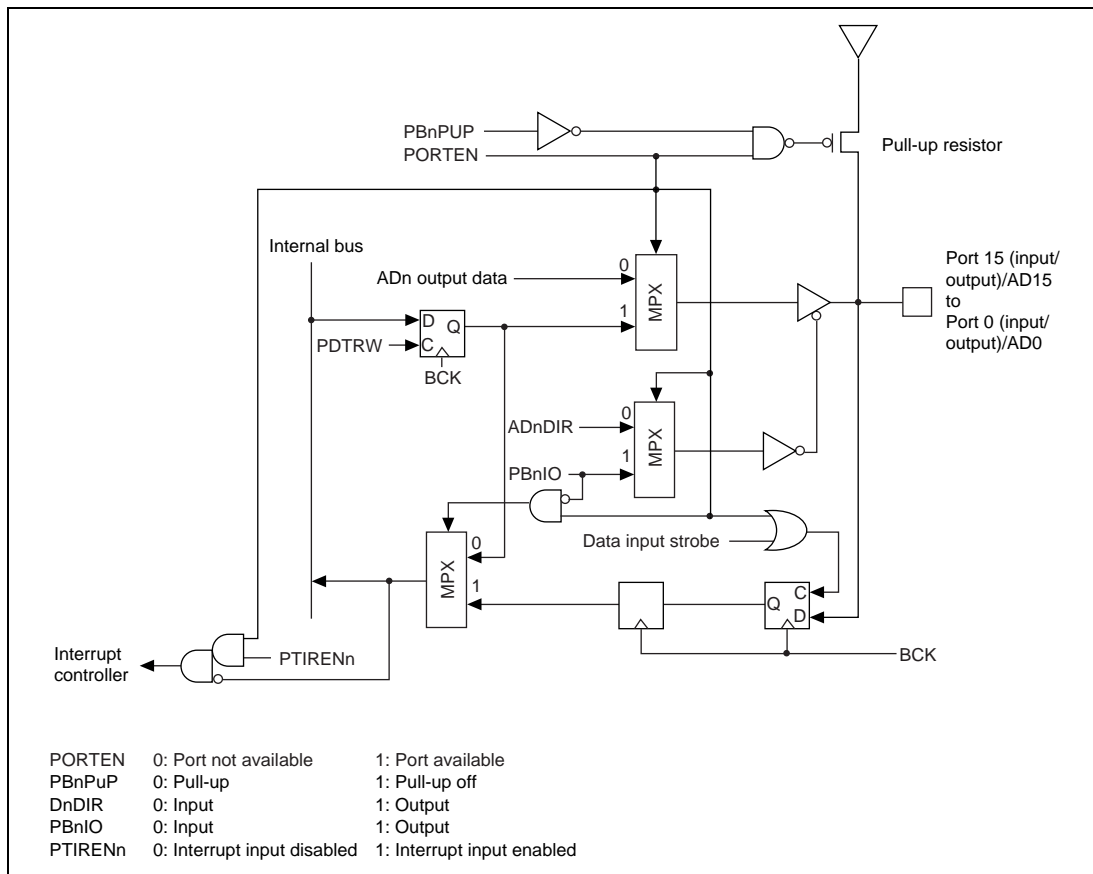 PBnPUP
PORTEN
Pull-up resistor
Internal bus
ADn output data
0
1
MPX
Port 15 (input/
output)/AD15
to
Port 0 (input/
output)/AD0
D Q
C
PDTRW
BCK
ADnDIR
0
1
MPX
PBnIO
Data input strobe
MPX
0
1
Q C
D
BCK
Interrupt
controller
PTIRENn
PORTEN 0: Port not available 1: Port available
PBnPuP 0: Pull-up 1: Pull-up off
DnDIR 0: Input 1: Output
PBnIO 0: Input 1: Output
PTIRENn 0: Interrupt input disabled 1: Interrupt input enabled